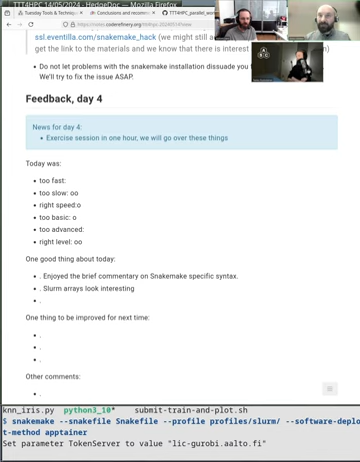 TTT4HPC 14/05/2024 - HedgeDoc — Mozilla Firefox
Tuesday Tools & Techniq
Conclusions and recomm
TTT4HPC_parallel_wor
ssl.eventilla.com/snakemake_hack (we might still
get the link to the materials and we know that there is interest
Do not let problems with the snakemake installation dissuade you
We'll try to fix the issue ASAP.
Feedback, day 4
News for day 4:
Exercise session in one hour, we will go over these things
Today was:
too fast:
too slow: oo
right speed:o
too basic: o
too advanced:
right level: oo
One good thing about today:
. Enjoyed the brief commentary on Snakemake specific syntax.
. Slurm arrays look interesting
.
One thing to be improved for next time:
.
.
.
Other comments:
.
knn_iris.py python3_10* submit-train-and-plot.sh
$ snakemake --snakefile Snakefile --profile profiles/slurm/ --software-deplo
t-method apptainer
Set parameter TokenServer to value "lic-gurobi.aalto.fi"